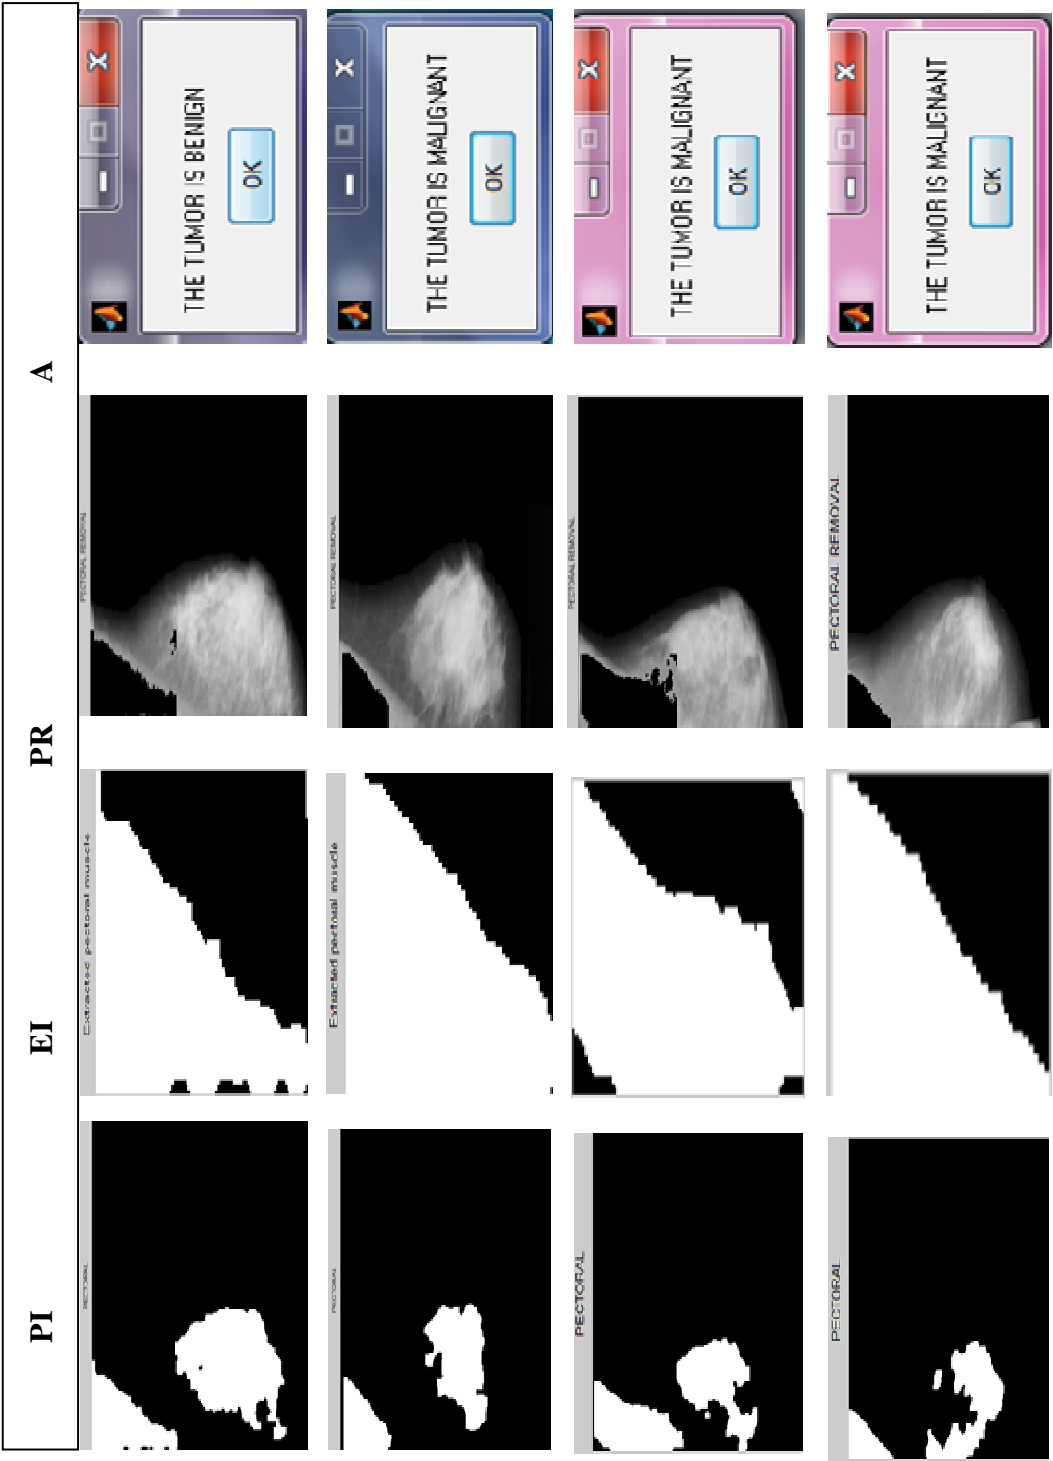 PI EI PR A
PECTORAL
Extracted pectoral muscle
PECTORAL REMOVAL
THE TUMOR IS BENIGN
OK
PECTORAL
Extracted pectoral muscle
PECTORAL REMOVAL
THE TUMOR IS MALIGNANT
OK
PECTORAL
PECTORAL REMOVAL
THE TUMOR IS MALIGNANT
OK
PECTORAL
PECTORAL REMOVAL
THE TUMOR IS MALIGNANT
OK